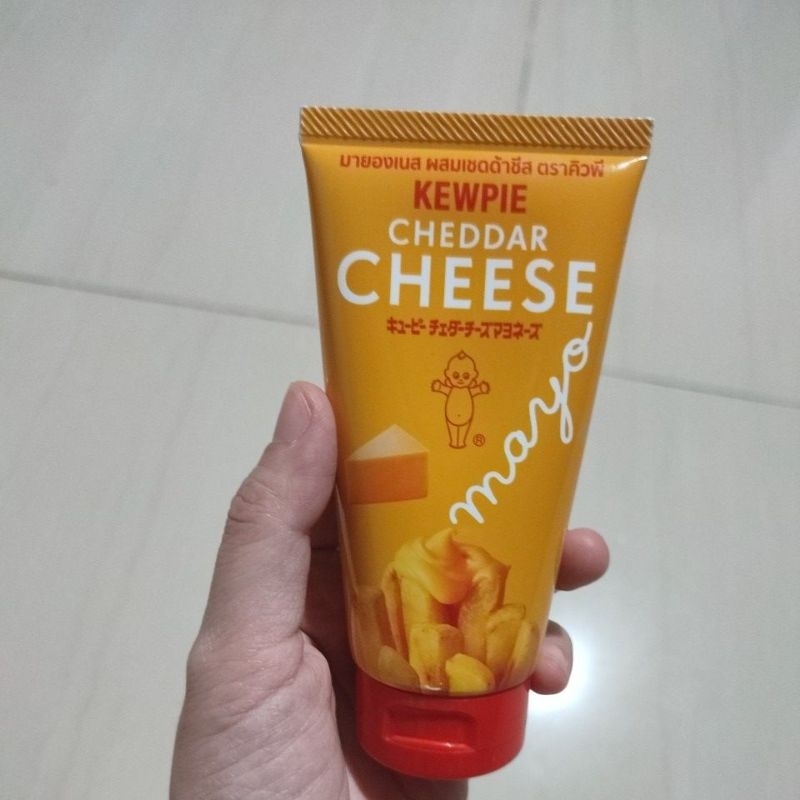 มายองเนส ผสมเชดด้าชีส ตราคิวพี
KEWPIE
CHEDDAR
CHEESE
キューピー チェダーチーズマヨネーズ
mayo
®